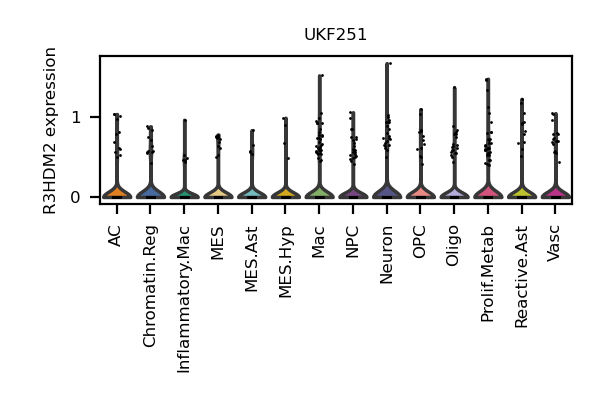 UKF251
R3HDM2 expression
1
0
AC
Chromatin.Reg
Inflammatory.Mac
MES
MES.Ast
MES.Hyp
Mac
NPC
Neuron
OPC
Oligo
Prolif.Metab
Reactive.Ast
Vasc